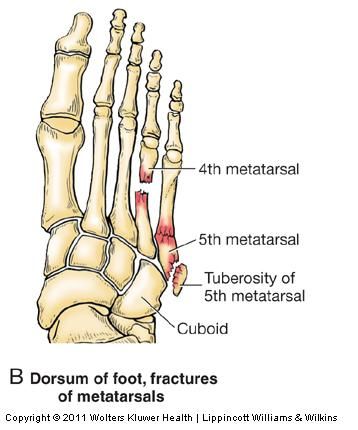 4th metatarsal
5th metatarsal
Tuberosity of
5th metatarsal
Cuboid
B Dorsum of foot, fractures
of metatarsals
Copyright © 2011 Wolters Kluwer Health | Lippincott Williams & Wilkins